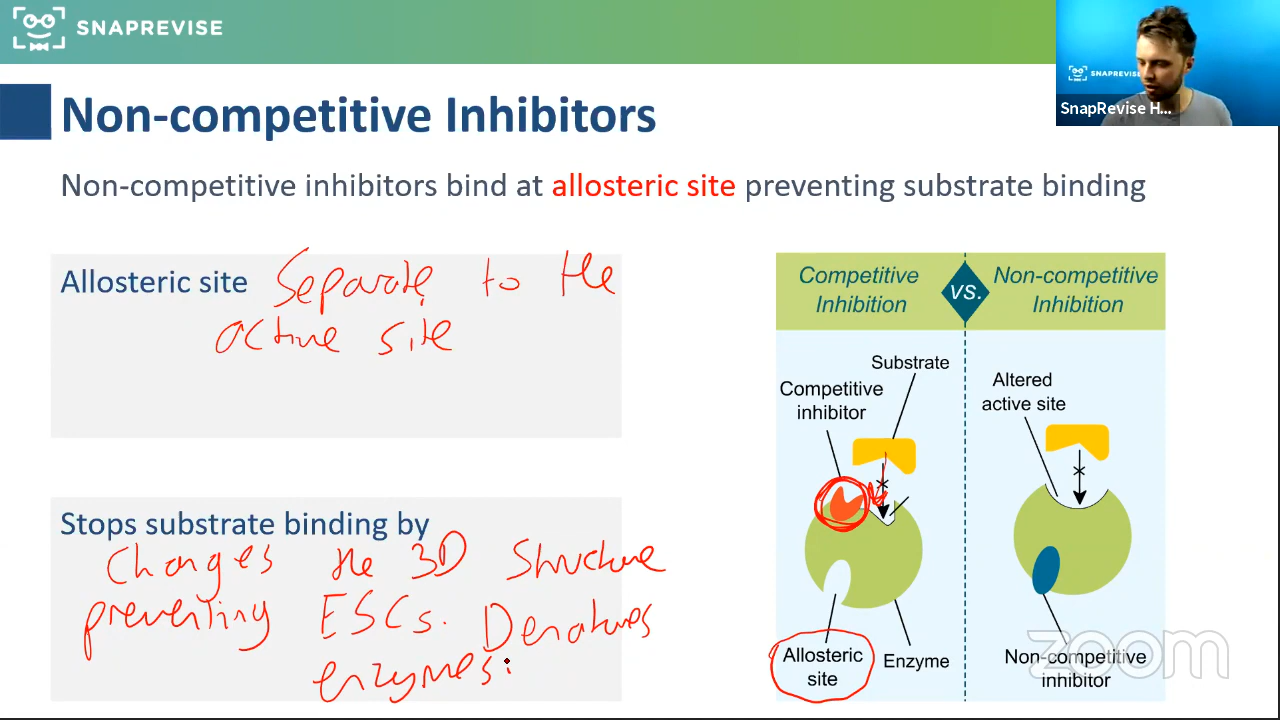 SNAPREVISE
SNAPREVISE
SnapRevise H...
Non-competitive Inhibitors
Non-competitive inhibitors bind at allosteric site preventing substrate binding
Allosteric site Separate to the
active site
Stops substrate binding by
Changes the 3D Structure
preventing ESCs. Denatures
enzymes.
Competitive
Inhibition
VS.
Non-competitive
Inhibition
Substrate
Competitive
inhibitor
Altered
active site
Allosteric
site
Enzyme
Non-competitive
inhibitor
zoom